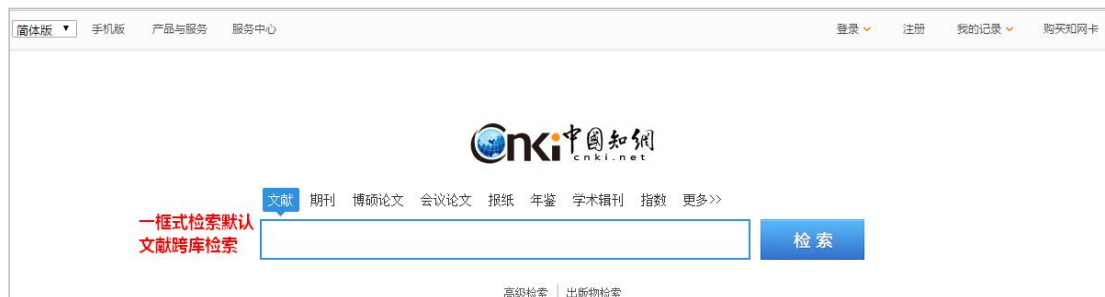 简体版 手机版 产品与服务 服务中心 登录 注册 我的记录 购买知网卡
Cnki中國知網
cnki.net
文献 期刊 博硕论文 会议论文 报纸 年鉴 学术辑刊 指数 更多>>
一框式检索默认
文献跨库检索
检索
高级检索 出版物检索